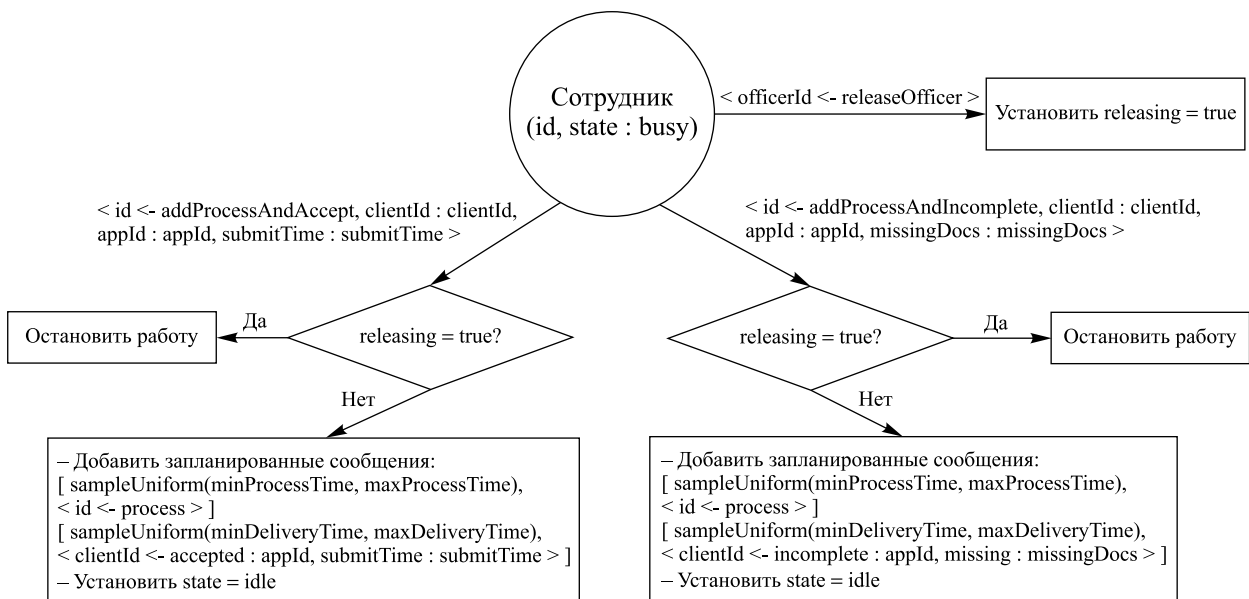 Сотрудник
(id, state : busy)
< officerId <- releaseOfficer >
Установить releasing = true
< id <- addProcessAndAccept, clientId : clientId,
appId : appId, submitTime : submitTime >
< id <- addProcessAndIncomplete, clientId : clientId,
appId : appId, missingDocs : missingDocs >
Остановить работу
Да
releasing = true?
releasing = true?
Да
Остановить работу
Нет
Нет
– Добавить запланированные сообщения:
[ sampleUniform(minProcessTime, maxProcessTime),
< id <- process > ]
[ sampleUniform(minDeliveryTime, maxDeliveryTime),
< clientId <- accepted : appId, submitTime : submitTime > ]
– Установить state = idle
– Добавить запланированные сообщения:
[ sampleUniform(minProcessTime, maxProcessTime),
< id <- process > ]
[ sampleUniform(minDeliveryTime, maxDeliveryTime),
< clientId <- incomplete : appId, missing : missingDocs > ]
– Установить state = idle